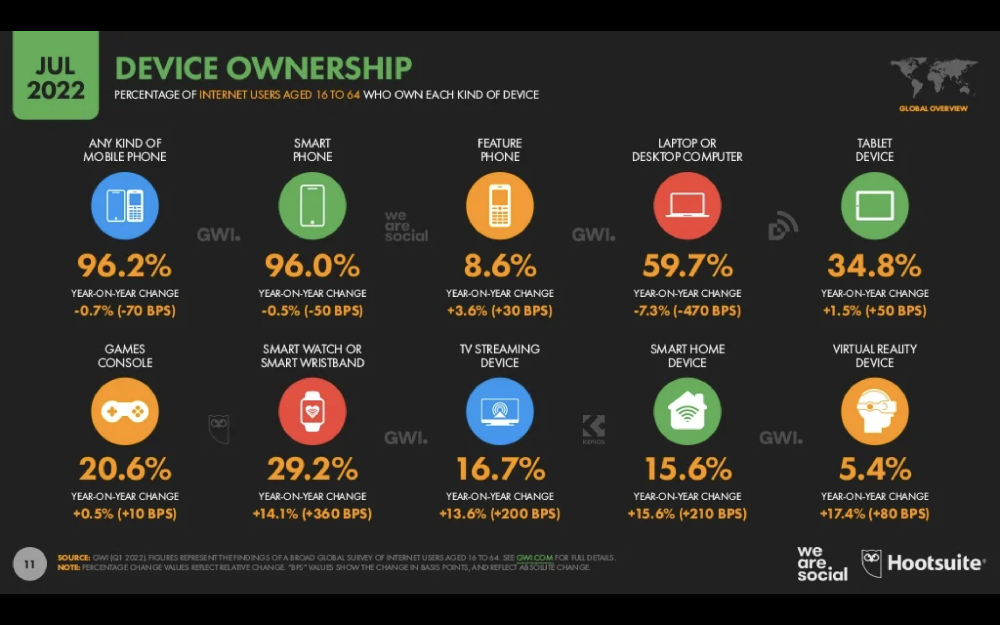 JUL
2022
DEVICE OWNERSHIP
PERCENTAGE OF INTERNET USERS AGED 16 TO 64 WHO OWN EACH KIND OF DEVICE
GLOBAL OVERVIEW
ANY KIND OF
MOBILE PHONE
96.2%
YEAR-ON-YEAR CHANGE
-0.7% (-70 BPS)
GWI.
SMART
PHONE
96.0%
YEAR-ON-YEAR CHANGE
-0.5% (-50 BPS)
we
are.
social
FEATURE
PHONE
8.6%
YEAR-ON-YEAR CHANGE
+3.6% (+30 BPS)
GWI.
LAPTOP OR
DESKTOP COMPUTER
59.7%
YEAR-ON-YEAR CHANGE
-7.3% (-470 BPS)
D
TABLET
DEVICE
34.8%
YEAR-ON-YEAR CHANGE
+1.5% (+50 BPS)
GAMES
CONSOLE
20.6%
YEAR-ON-YEAR CHANGE
+0.5% (+10 BPS)
SMART WATCH OR
SMART WRISTBAND
29.2%
YEAR-ON-YEAR CHANGE
+14.1% (+360 BPS)
GWI.
TV STREAMING
DEVICE
16.7%
YEAR-ON-YEAR CHANGE
+13.6% (+200 BPS)
KEPIOS
SMART HOME
DEVICE
15.6%
YEAR-ON-YEAR CHANGE
+15.6% (+210 BPS)
GWI.
VIRTUAL REALITY
DEVICE
5.4%
YEAR-ON-YEAR CHANGE
+17.4% (+80 BPS)
11
SOURCE: GWI (Q1 2022). FIGURES REPRESENT THE FINDINGS OF A BROAD GLOBAL SURVEY OF INTERNET USERS AGED 16 TO 64. SEE GWI.COM FOR FULL DETAILS.
NOTE: PERCENTAGE CHANGE VALUES REFLECT RELATIVE CHANGE. "BPS" VALUES SHOW THE CHANGE IN BASIS POINTS, AND REFLECT ABSOLUTE CHANGE.
we
are.
social
Hootsuite®